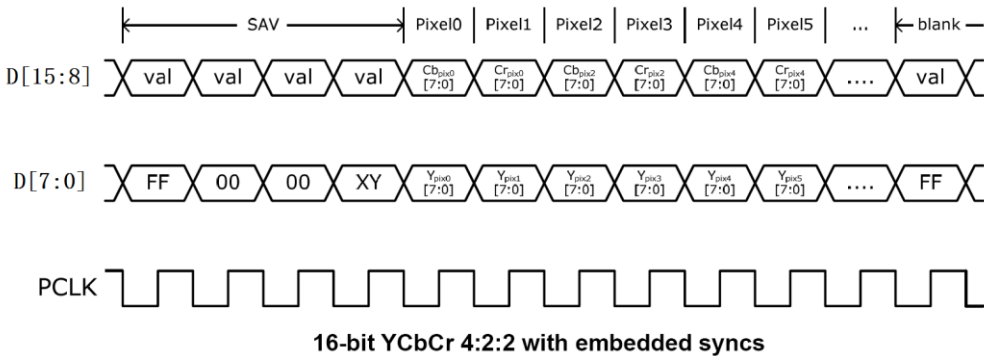 SAV Pixel0 Pixel1 Pixel2 Pixel3 Pixel4 Pixel5 ... blank
D[15:8] val val val val Cbpix0 [7:0] Crpix0 [7:0] Cbpix2 [7:0] Crpix2 [7:0] Cbpix4 [7:0] Crpix4 [7:0] .... val
D[7:0] FF 00 00 XY Ypix0 [7:0] Ypix1 [7:0] Ypix2 [7:0] Ypix3 [7:0] Ypix4 [7:0] Ypix5 [7:0] .... FF
PCLK
16-bit YCbCr 4:2:2 with embedded syncs